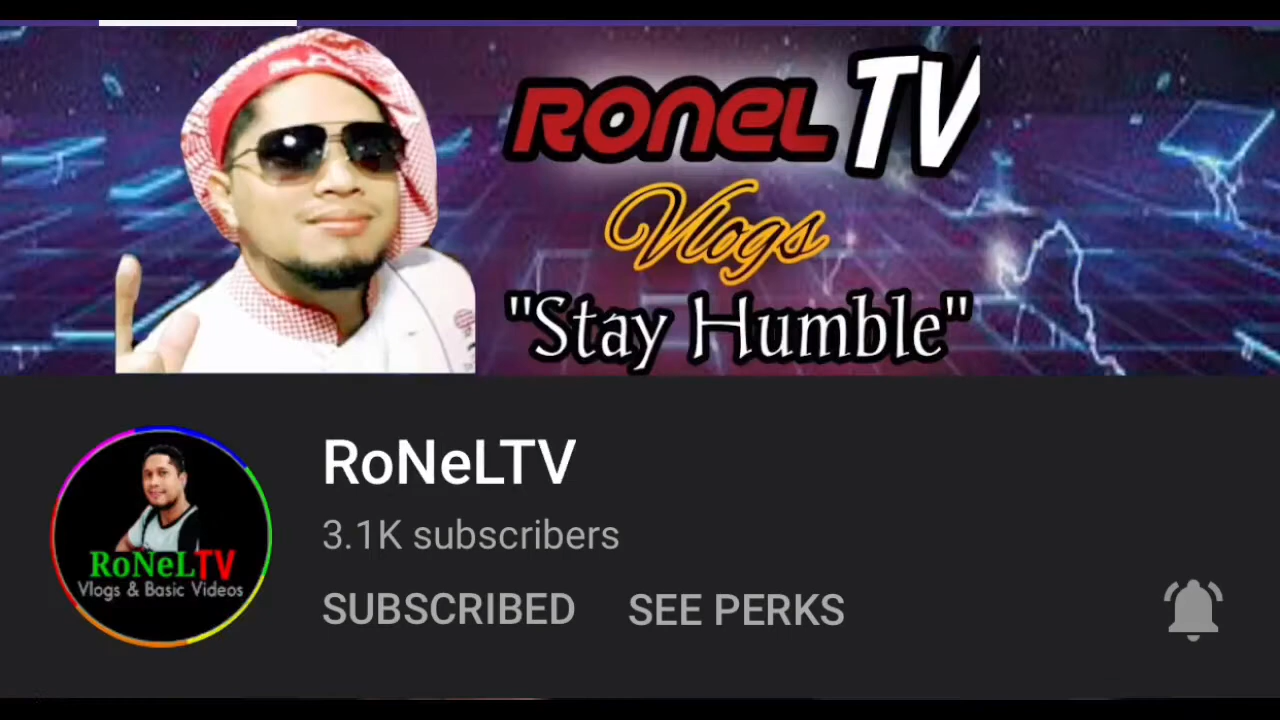 RONEL TV
Vlogs
"Stay Humble"
RoNeLTV
Vlogs & Basic Videos
RoNeLTV
3.1K subscribers
SUBSCRIBED SEE PERKS